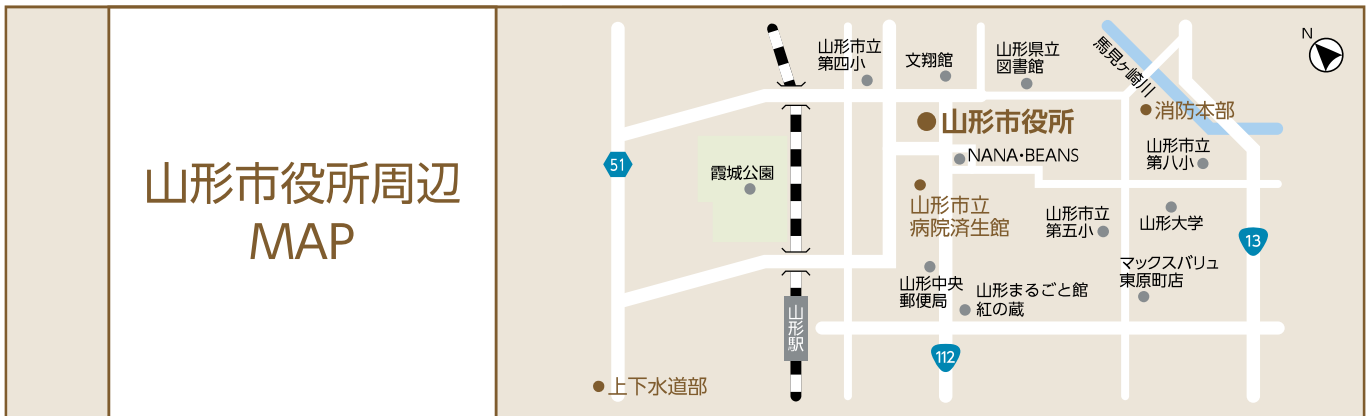 山形市役所周辺
MAP
N
山形市立
第四小
文翔館
山形県立
図書館
馬見ヶ崎川
消防本部
山形市役所
NANA・BEANS
山形市立
第八小
51
霞城公園
山形市立
病院済生館
山形市立
第五小
山形大学
13
マックスバリュ
東原町店
山形中央
郵便局
山形まるごと館
紅の蔵
山形駅
112
上下水道部